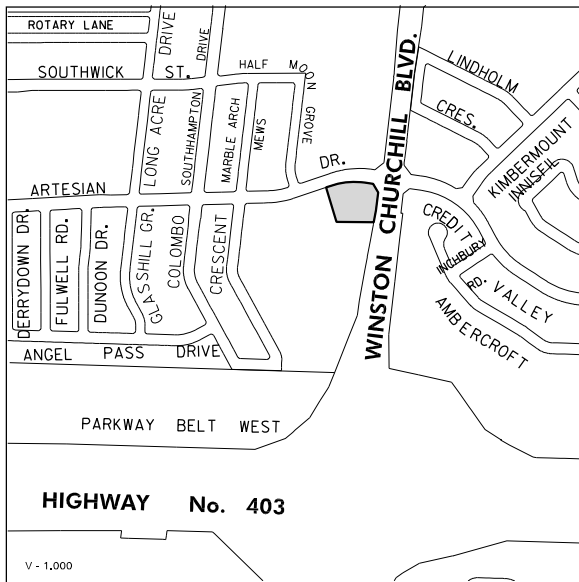 ROTARY LANE
DRIVE
DRIVE
SOUTHWICK ST.
HALF MOON GROVE
LINDHOLM
CRES.
WINSTON CHURCHILL BLVD.
LONG ACRE
SOUTHHAMPTON
MARBLE ARCH
MEWS
KIMBERMOUNT
INNISFIL
ARTESIAN DR.
DERRYDOWN DR.
FULWELL RD.
DUNOON DR.
GLASSHILL GR.
COLOMBO
CRESCENT
CREDIT VALLEY
INCHBURY
RD.
AMBERCROFT
ANGEL PASS DRIVE
PARKWAY BELT WEST
HIGHWAY No. 403
V - 1.000